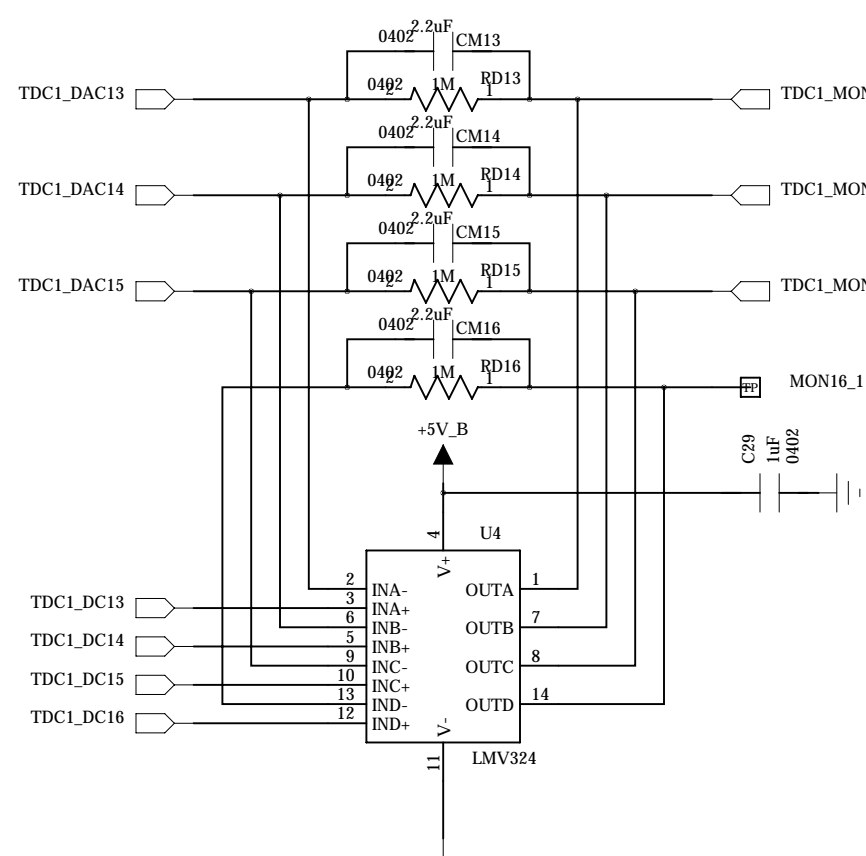 2.2uF
0402 CM13
TDC1_DAC13 0402 2 1M RD13 1 TDC1_MON
2.2uF
0402 CM14
TDC1_DAC14 0402 2 1M RD14 1 TDC1_MON
2.2uF
0402 CM15
TDC1_DAC15 0402 2 1M RD15 1 TDC1_MON
2.2uF
0402 CM16
0402 2 1M RD16 1 TP MON16_1
+5V_B
C29
1uF
0402
4 U4
V+
2 INA- OUTA 1
TDC1_DC13 3 INA+
6 INB- OUTB 7
TDC1_DC14 5 INB+
9 INC- OUTC 8
TDC1_DC15 10 INC+
13 IND- OUTD 14
TDC1_DC16 12 IND+
V-
11 LMV324